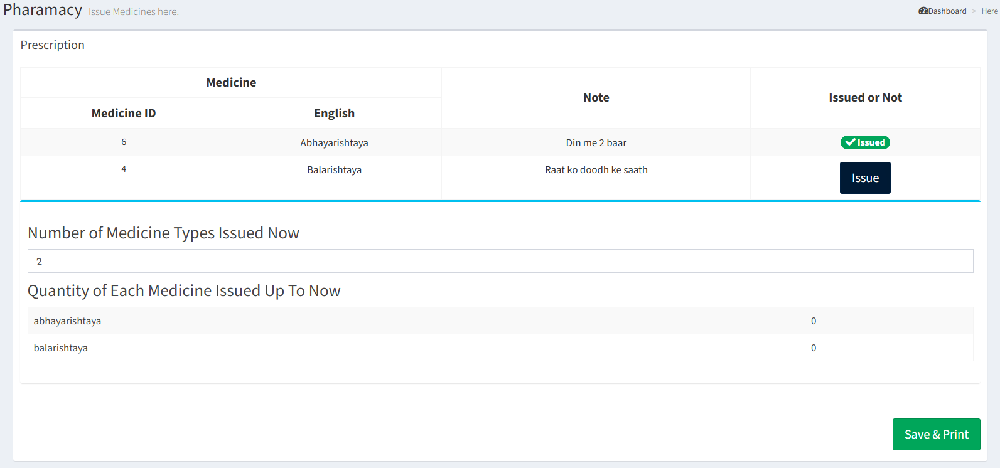 Pharamacy Issue Medicines here.
Dashboard > Here
Prescription
Medicine
Note
Issued or Not
Medicine ID
English
6 Abhayarishtaya Din me 2 baar Issued
4 Balarishtaya Raat ko doodh ke saath Issue
Number of Medicine Types Issued Now
2
Quantity of Each Medicine Issued Up To Now
abhayarishtaya 0
balarishtaya 0
Save & Print